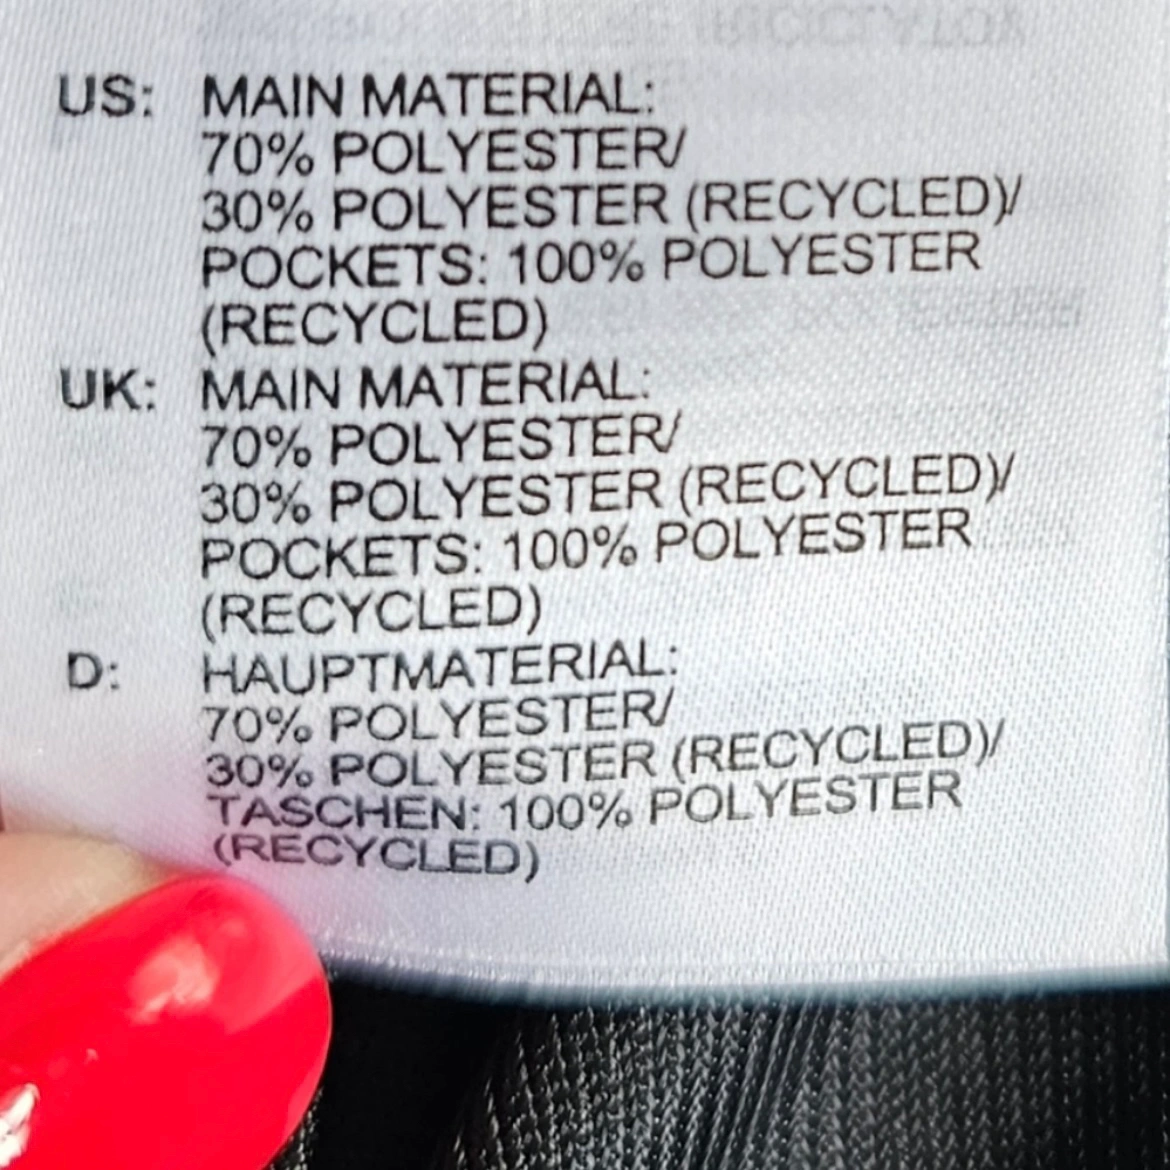 US: MAIN MATERIAL:
70% POLYESTER/
30% POLYESTER (RECYCLED)/
POCKETS: 100% POLYESTER
(RECYCLED)
UK: MAIN MATERIAL:
70% POLYESTER/
30% POLYESTER (RECYCLED)/
POCKETS: 100% POLYESTER
(RECYCLED)
D: HAUPTMATERIAL:
70% POLYESTER/
30% POLYESTER (RECYCLED)/
TASCHEN: 100% POLYESTER
(RECYCLED)